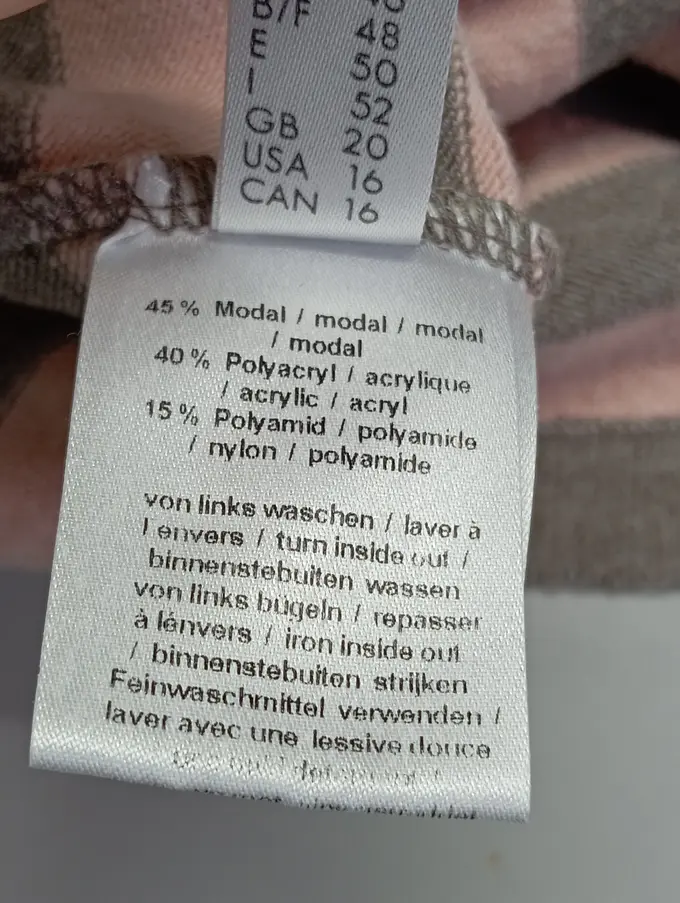 B/F 48
E 50
I 52
GB 20
USA 16
CAN 16
45 % Modal / modal / modal
/ modal
40 % Polyacryl / acrylique
/ acrylic / acryl
15 % Polyamid / polyamide
/ nylon / polyamide
von links waschen / laver à
l envers / turn inside out /
binnenstebuiten wassen
von links bügeln / repasser
à lénvers / iron inside out
/ binnenstebuiten strijken
Feinwaschmittel verwenden /
laver avec une lessive douce